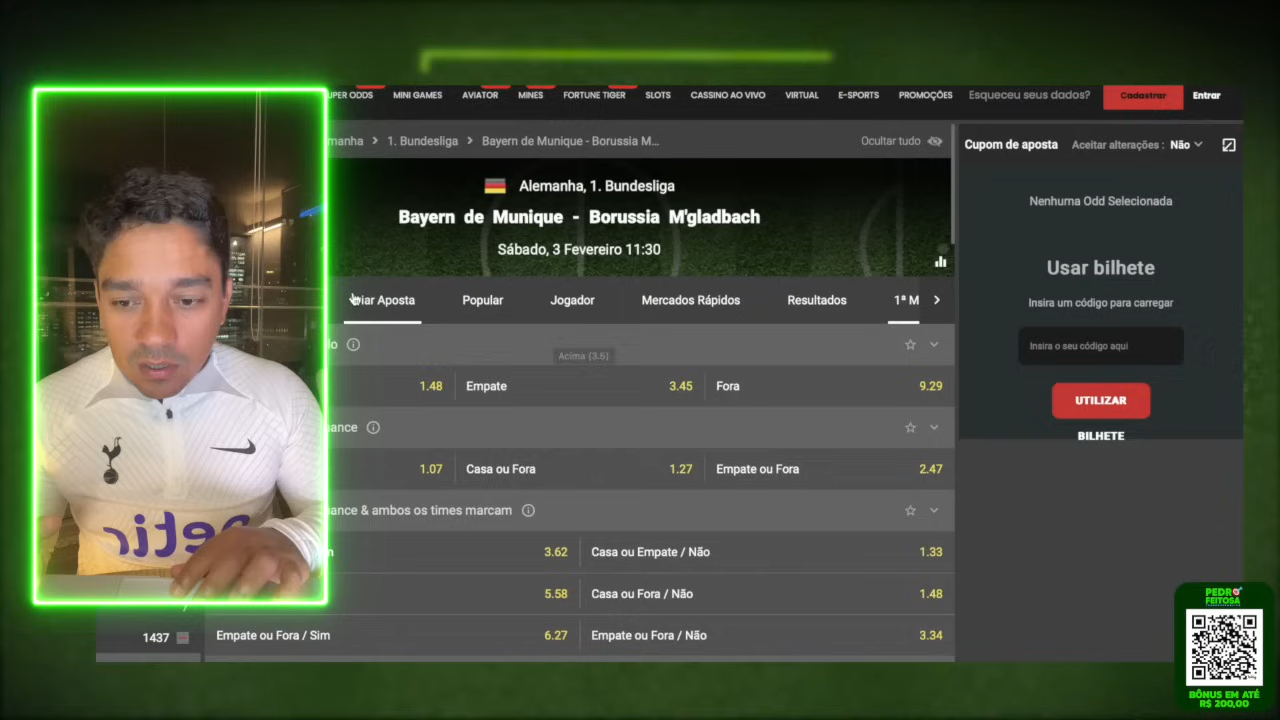 UPER ODDS MINI GAMES AVIATOR MINES FORTUNE TIGER SLOTS CASSINO AO VIVO VIRTUAL E-SPORTS PROMOÇÕES Esqueceu seus dados? Cadastrar Entrar
manha > 1. Bundesliga > Bayern de Munique - Borussia M... Ocultar tudo
Cupom de aposta Aceitar alterações : Não
Alemanha, 1. Bundesliga
Bayern de Munique - Borussia M'gladbach
Sábado, 3 Fevereiro 11:30
Nenhuma Odd Selecionada
Usar bilhete
Insira um código para carregar
Insira o seu código aqui
UTILIZAR
BILHETE
iar Aposta Popular Jogador Mercados Rápidos Resultados 1ª M
lo
Acima (3.5)
1.48 Empate 3.45 Fora 9.29
ance
1.07 Casa ou Fora 1.27 Empate ou Fora 2.47
ance & ambos os times marcam
3.62 Casa ou Empate / Não 1.33
5.58 Casa ou Fora / Não 1.48
1437 Empate ou Fora / Sim 6.27 Empate ou Fora / Não 3.34
PEDRO
FEITOSA
BÔNUS EM ATÉ
R$ 200,00